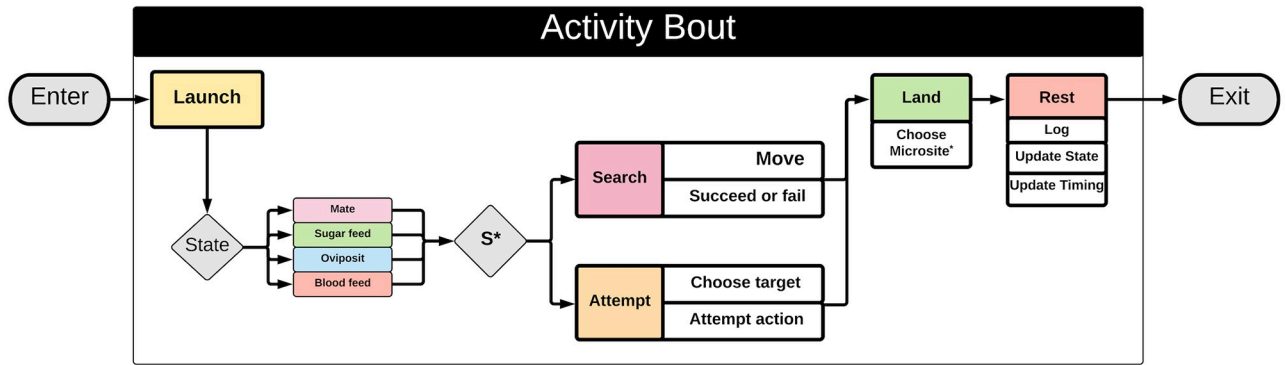 Activity Bout
Enter
Launch
State
Mate
Sugar feed
Oviposit
Blood feed
S*
Search
Move
Succeed or fail
Attempt
Choose target
Attempt action
Land
Choose
Microsite*
Rest
Log
Update State
Update Timing
Exit